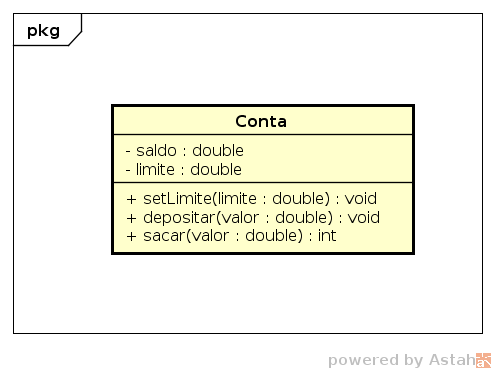 pkg
Conta
- saldo : double
- limite : double
+ setLimite(limite : double) : void
+ depositar(valor : double) : void
+ sacar(valor : double) : int
powered by Astah